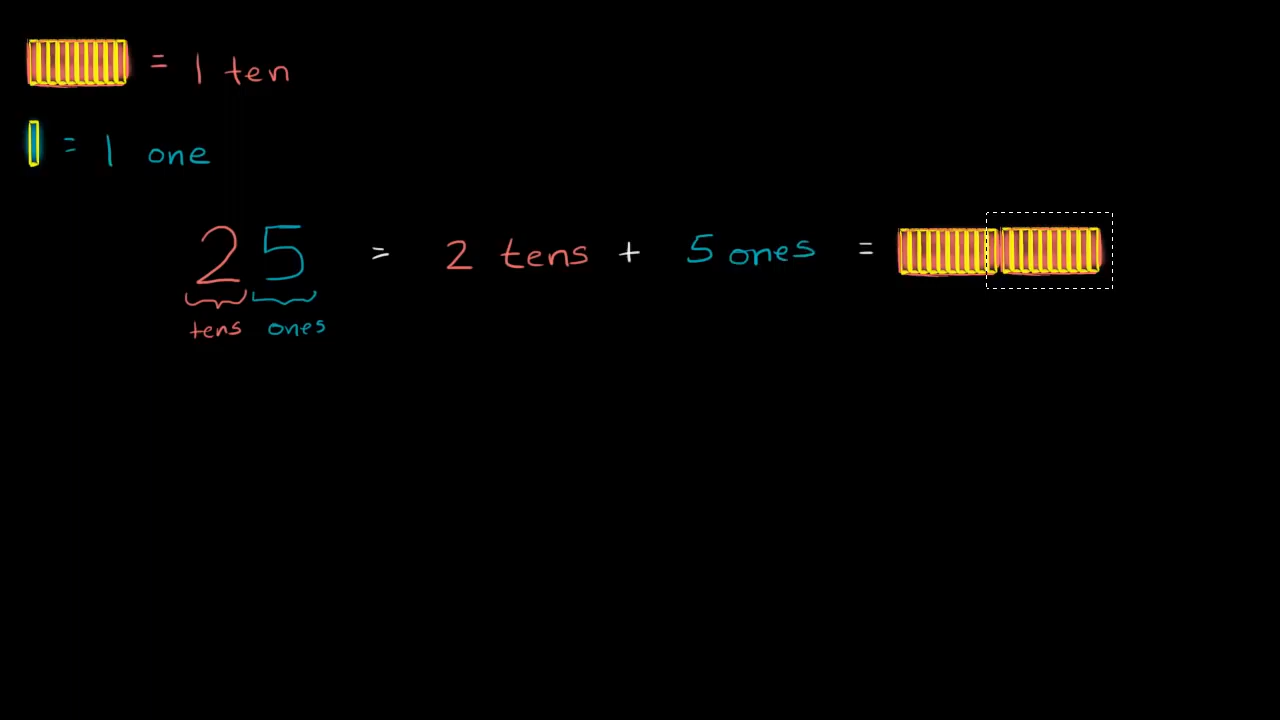 = 1 ten
= 1 one
25 = 2 tens + 5 ones =
tens ones